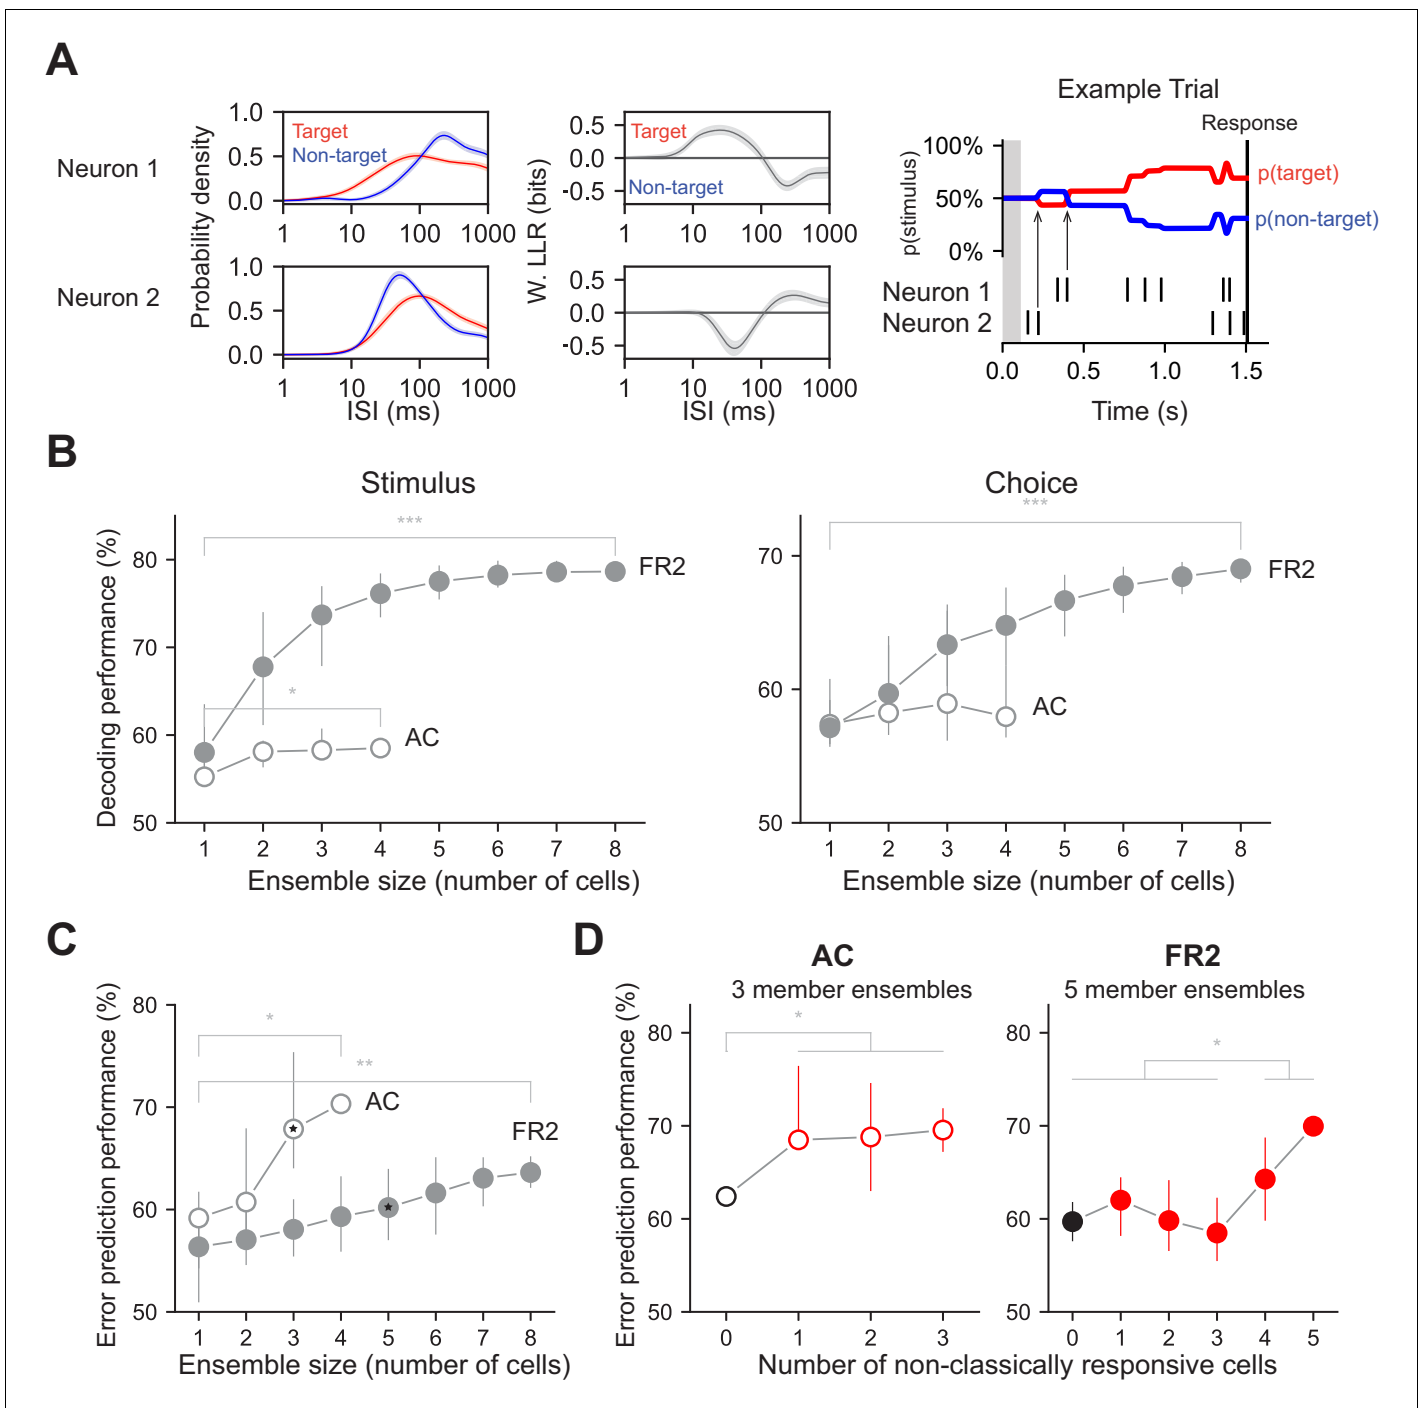 A
Neuron 1
Neuron 2
Probability density
1.0
0.5
0.0
Target
Non-target
1 10 100 1000
1.0
0.5
0.0
1 10 100 1000
ISI (ms)
W. LLR (bits)
0.5
0.0
-0.5
Target
Non-target
1 10 100 1000
0.5
0.0
-0.5
1 10 100 1000
ISI (ms)
Example Trial
Response
p(stimulus)
100%
50%
0%
p(target)
p(non-target)
Neuron 1
Neuron 2
0.0 0.5 1.0 1.5
Time (s)
B
Stimulus
Decoding performance (%)
80
70
60
50
***
FR2
*
AC
1 2 3 4 5 6 7 8
Ensemble size (number of cells)
Choice
***
70
60
50
FR2
AC
1 2 3 4 5 6 7 8
Ensemble size (number of cells)
C
Error prediction performance (%)
80
70
60
50
*
**
AC
FR2
1 2 3 4 5 6 7 8
Ensemble size (number of cells)
D
AC
3 member ensembles
Error prediction performance (%)
80
70
60
50
*
0 1 2 3
FR2
5 member ensembles
80
70
60
50
*
0 1 2 3 4 5
Number of non-classically responsive cells